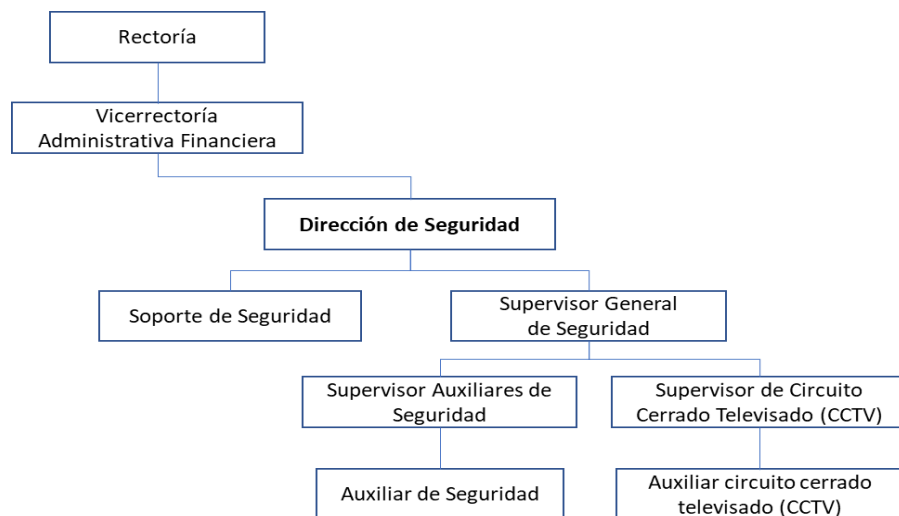 Rectoría
Vicerrectoría
Administrativa Financiera
Dirección de Seguridad
Soporte de Seguridad
Supervisor General
de Seguridad
Supervisor Auxiliares de
Seguridad
Supervisor de Circuito
Cerrado Televisado (CCTV)
Auxiliar de Seguridad
Auxiliar circuito cerrado
televisado (CCTV)